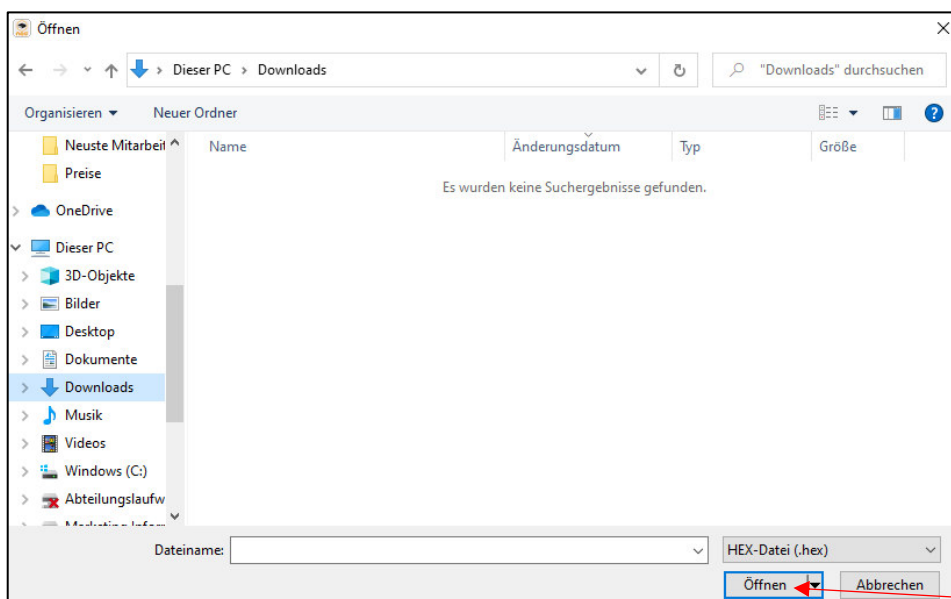 Öffnen
Dieser PC > Downloads
"Downloads" durchsuchen
Organisieren
Neuer Ordner
Neuste Mitarbeit
Preise
OneDrive
Dieser PC
3D-Objekte
Bilder
Desktop
Dokumente
Downloads
Musik
Videos
Windows (C:)
Abteilungslaufw
Name Änderungsdatum Typ Größe
Es wurden keine Suchergebnisse gefunden.
Dateiname:
HEX-Datei (.hex)
Öffnen
Abbrechen